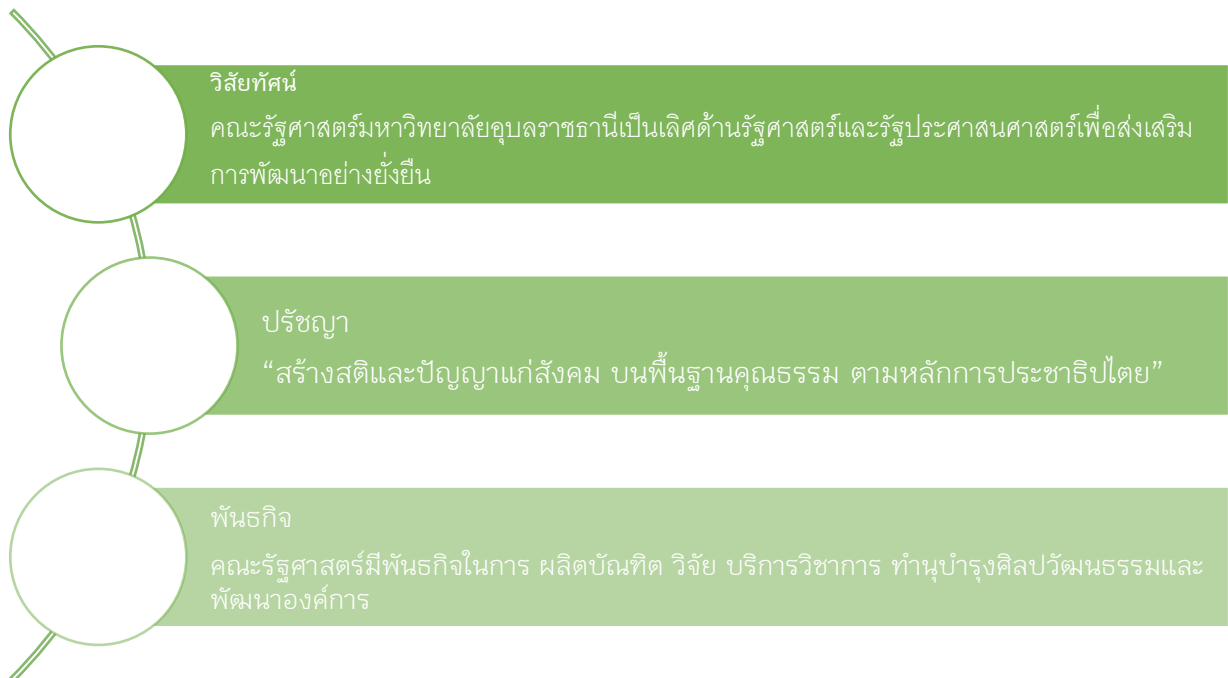 วิสัยทัศน์
คณะรัฐศาสตร์มหาวิทยาลัยอุบลราชธานีเป็นเลิศด้านรัฐศาสตร์และรัฐประศาสนศาสตร์เพื่อส่งเสริม
การพัฒนาอย่างยั่งยืน
ปรัชญา
“สร้างสติและปัญญาแก่สังคม บนพื้นฐานคุณธรรม ตามหลักการประชาธิปไตย”
พันธกิจ
คณะรัฐศาสตร์มีพันธกิจในการ ผลิตบัณฑิต วิจัย บริการวิชาการ ทำนุบำรุงศิลปวัฒนธรรมและ
พัฒนาองค์การ